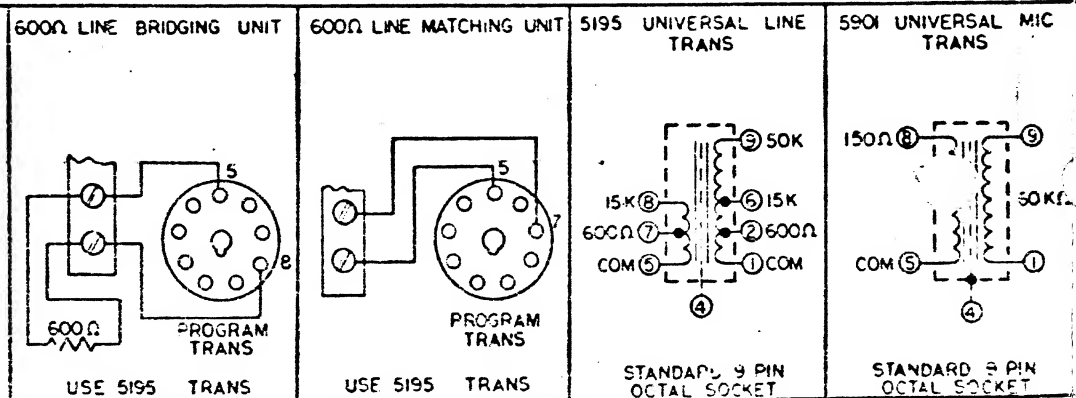 600Ω LINE BRIDGING UNIT
5
8
600Ω
PROGRAM
TRANS
USE 5195 TRANS
600Ω LINE MATCHING UNIT
5
7
PROGRAM
TRANS
USE 5195 TRANS
5195 UNIVERSAL LINE
TRANS
9 50K
15K 8
6 15K
600Ω 7
2 600Ω
COM 5
1 COM
4
STANDARD 9 PIN
OCTAL SOCKET
5901 UNIVERSAL MIC
TRANS
150Ω 8
9
KΩ
COM 5
1
4
STANDARD 9 PIN
OCTAL SOCKET